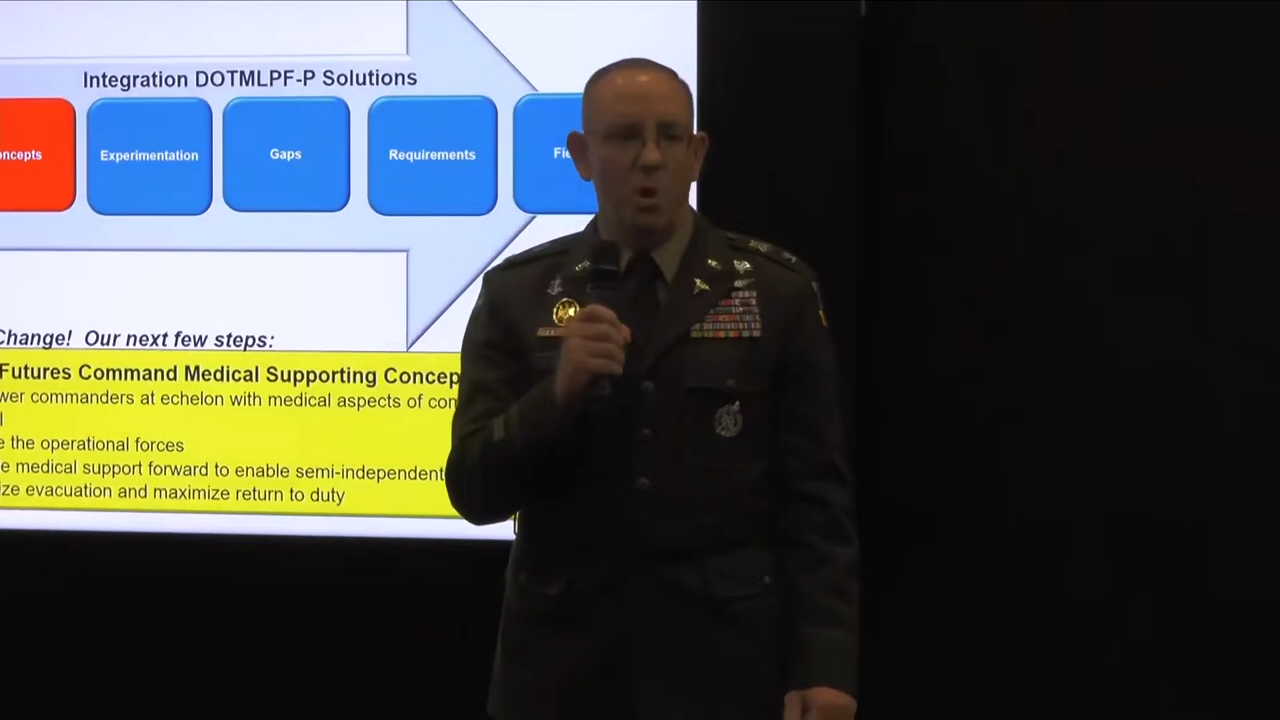 Integration DOTMLPF-P Solutions
oncepts
Experimentation
Gaps
Requirements
Fie
Change! Our next few steps:
Futures Command Medical Supporting Concep
wer commanders at echelon with medical aspects of con
l
e the operational forces
e medical support forward to enable semi-independent
ize evacuation and maximize return to duty